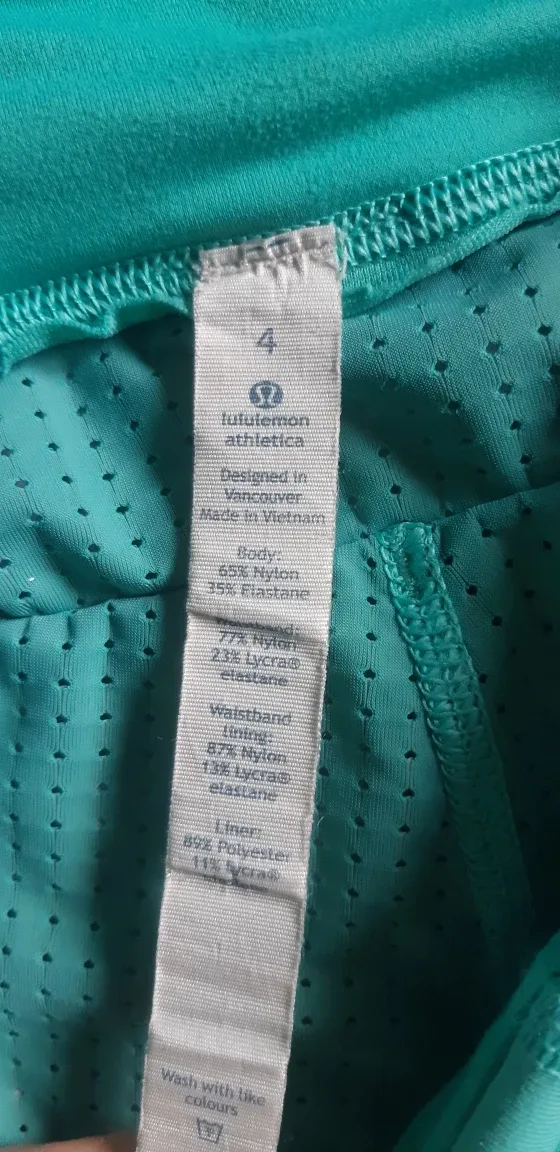 4
lululemon
athletica
Designed in
Vancouver
Made in Vietnam
Body:
65% Nylon
35% Elastane
Waistband:
77% Nylon
23% Lycra®
elastane
Waistband
lining:
87% Nylon
13% Lycra®
elastane
Liner:
89% Polyester
11% Lycra®
Wash with like
colours